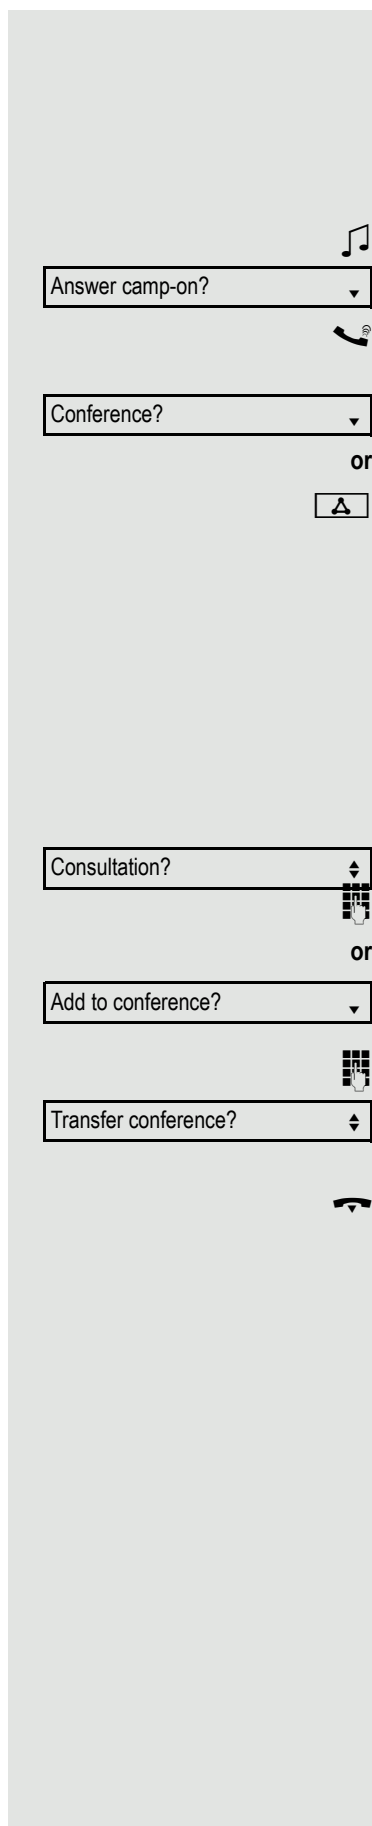 Answer camp-on?
Conference?
or
Consultation?
or
Add to conference?
Transfer conference?